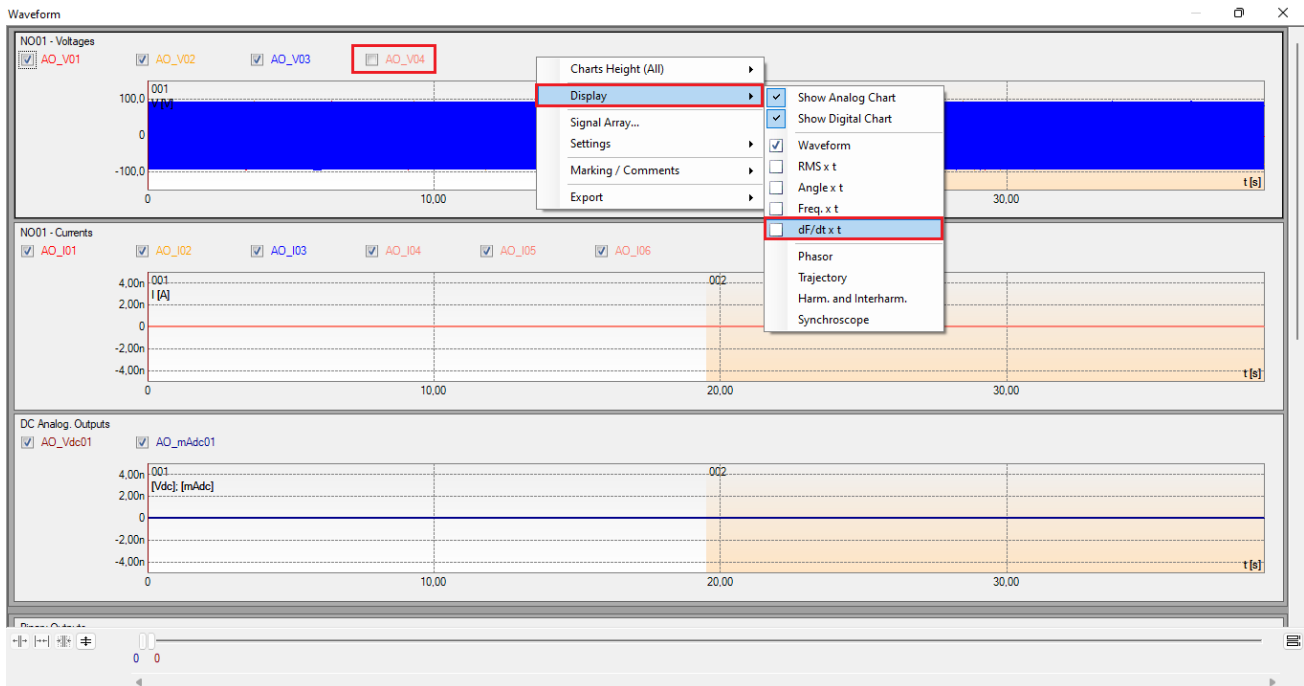 Waveform
NO01 - Voltages
AO_V01 AO_V02 AO_V03 AO_V04
001
V [V]
100,0
0
-100,0
t [s]
0 10,00 30,00
Charts Height (All)
Display
Signal Array...
Settings
Marking / Comments
Export
Show Analog Chart
Show Digital Chart
Waveform
RMS x t
Angle x t
Freq. x t
dF/dt x t
Phasor
Trajectory
Harm. and Interharm.
Synchroscope
NO01 - Currents
AO_I01 AO_I02 AO_I03 AO_I04 AO_I05 AO_I06
001 002
I [A]
4,00n
2,00n
0
-2,00n
-4,00n
t [s]
0 10,00 20,00 30,00
DC Analog. Outputs
AO_Vdc01 AO_mAdc01
001 002
[Vdc]; [mAdc]
4,00n
2,00n
0
-2,00n
-4,00n
t [s]
0 10,00 20,00 30,00
Binary Outputs
0 0